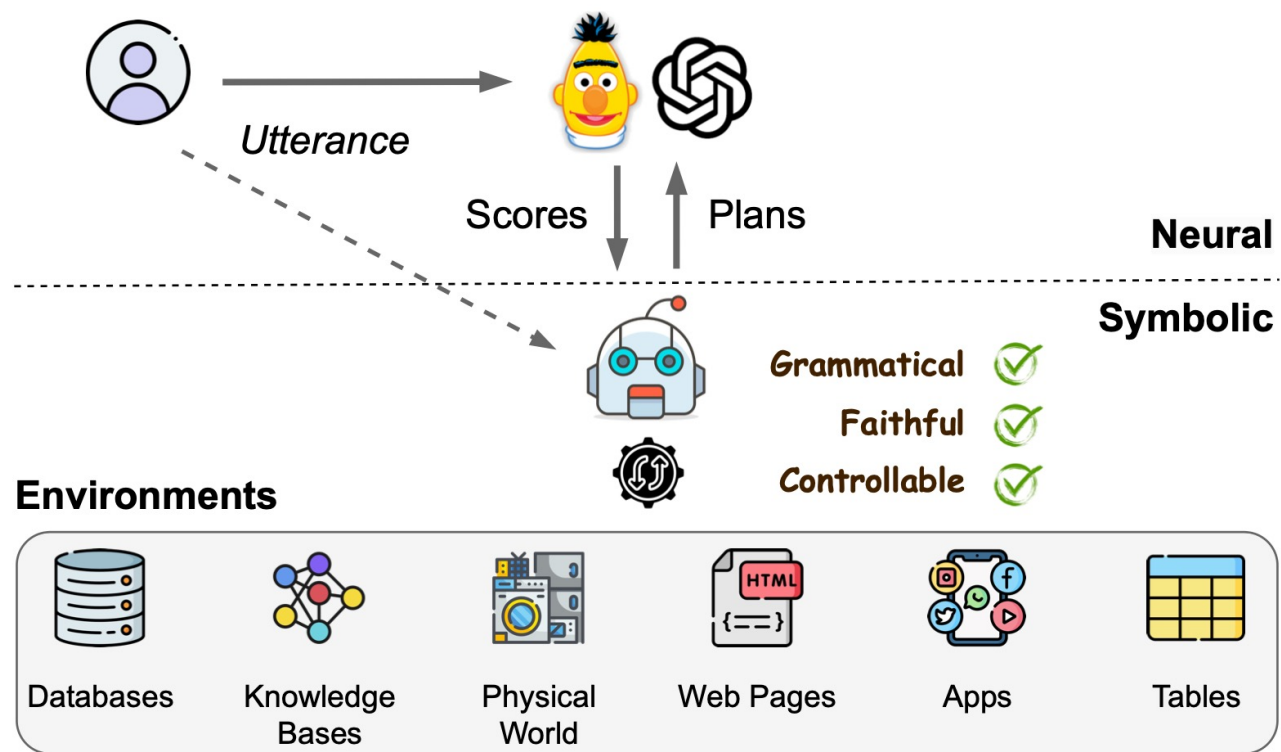 Utterance
Scores
Plans
Neural
Symbolic
Grammatical
Faithful
Controllable
Environments
HTML
{==}
Databases
Knowledge
Bases
Physical
World
Web Pages
Apps
Tables